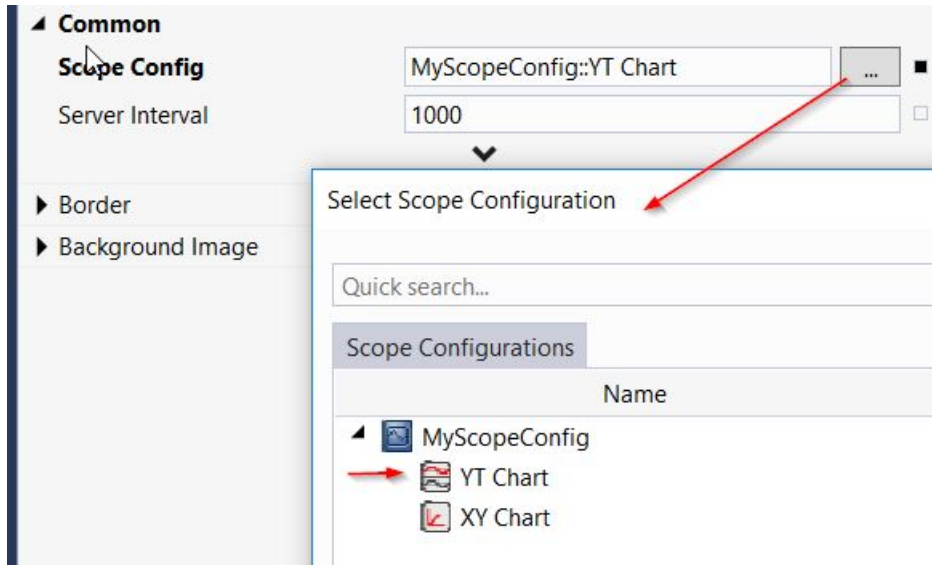 Common
Scope Config
MyScopeConfig::YT Chart
...
Server Interval
1000
Border
Background Image
Select Scope Configuration
Quick search...
Scope Configurations
Name
MyScopeConfig
YT Chart
XY Chart